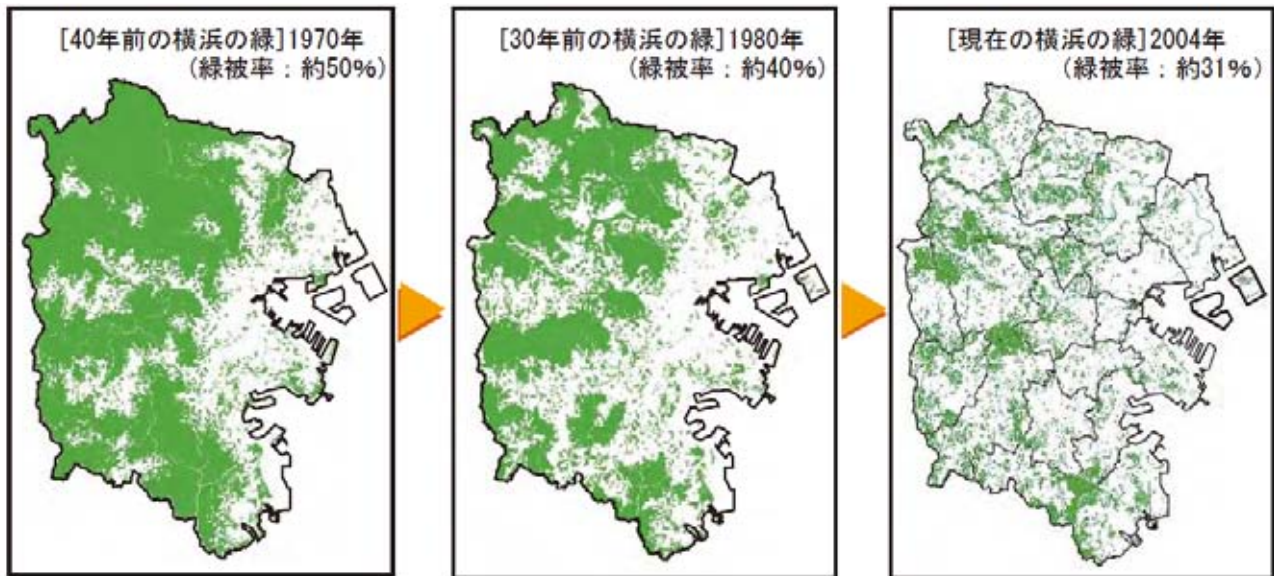 [40年前の横浜の緑]1970年
(緑被率:約50%)
[30年前の横浜の緑]1980年
(緑被率:約40%)
[現在の横浜の緑]2004年
(緑被率:約31%)